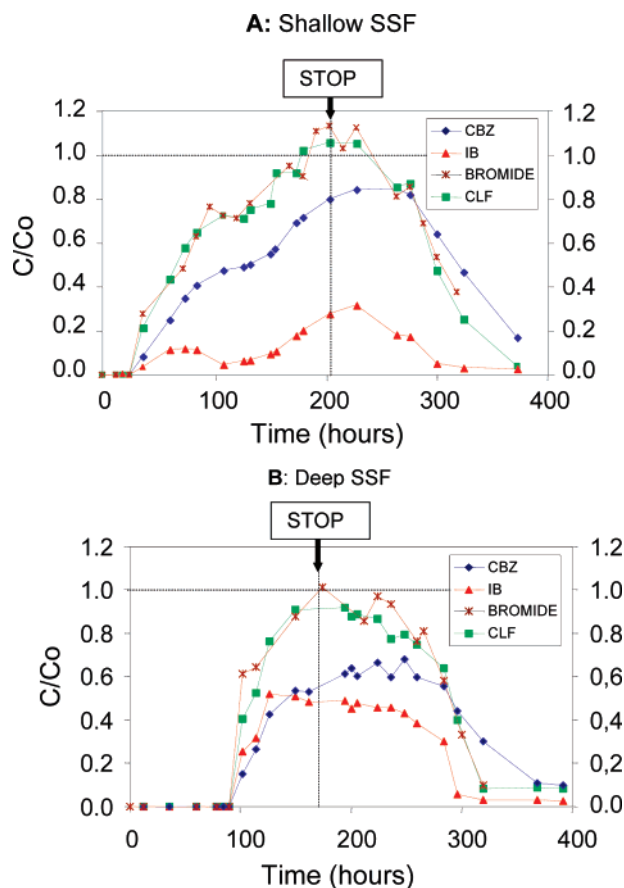 A: Shallow SSF
STOP
1.2 1.2
CBZ
IB
BROMIDE
CLF
1.0 1.0
0.8 0.8
0.6 0.6
0.4 0.4
0.2 0.2
0.0 0.0
C/Co
0 100 200 300 400
Time (hours)
B: Deep SSF
STOP
1.2 1.2
CBZ
IB
BROMIDE
CLF
1.0 1.0
0.8 0.8
0.6 0,6
0.4 0,4
0.2 0.2
0.0 0.0
C/Co
0 100 200 300 400
Time (hours)